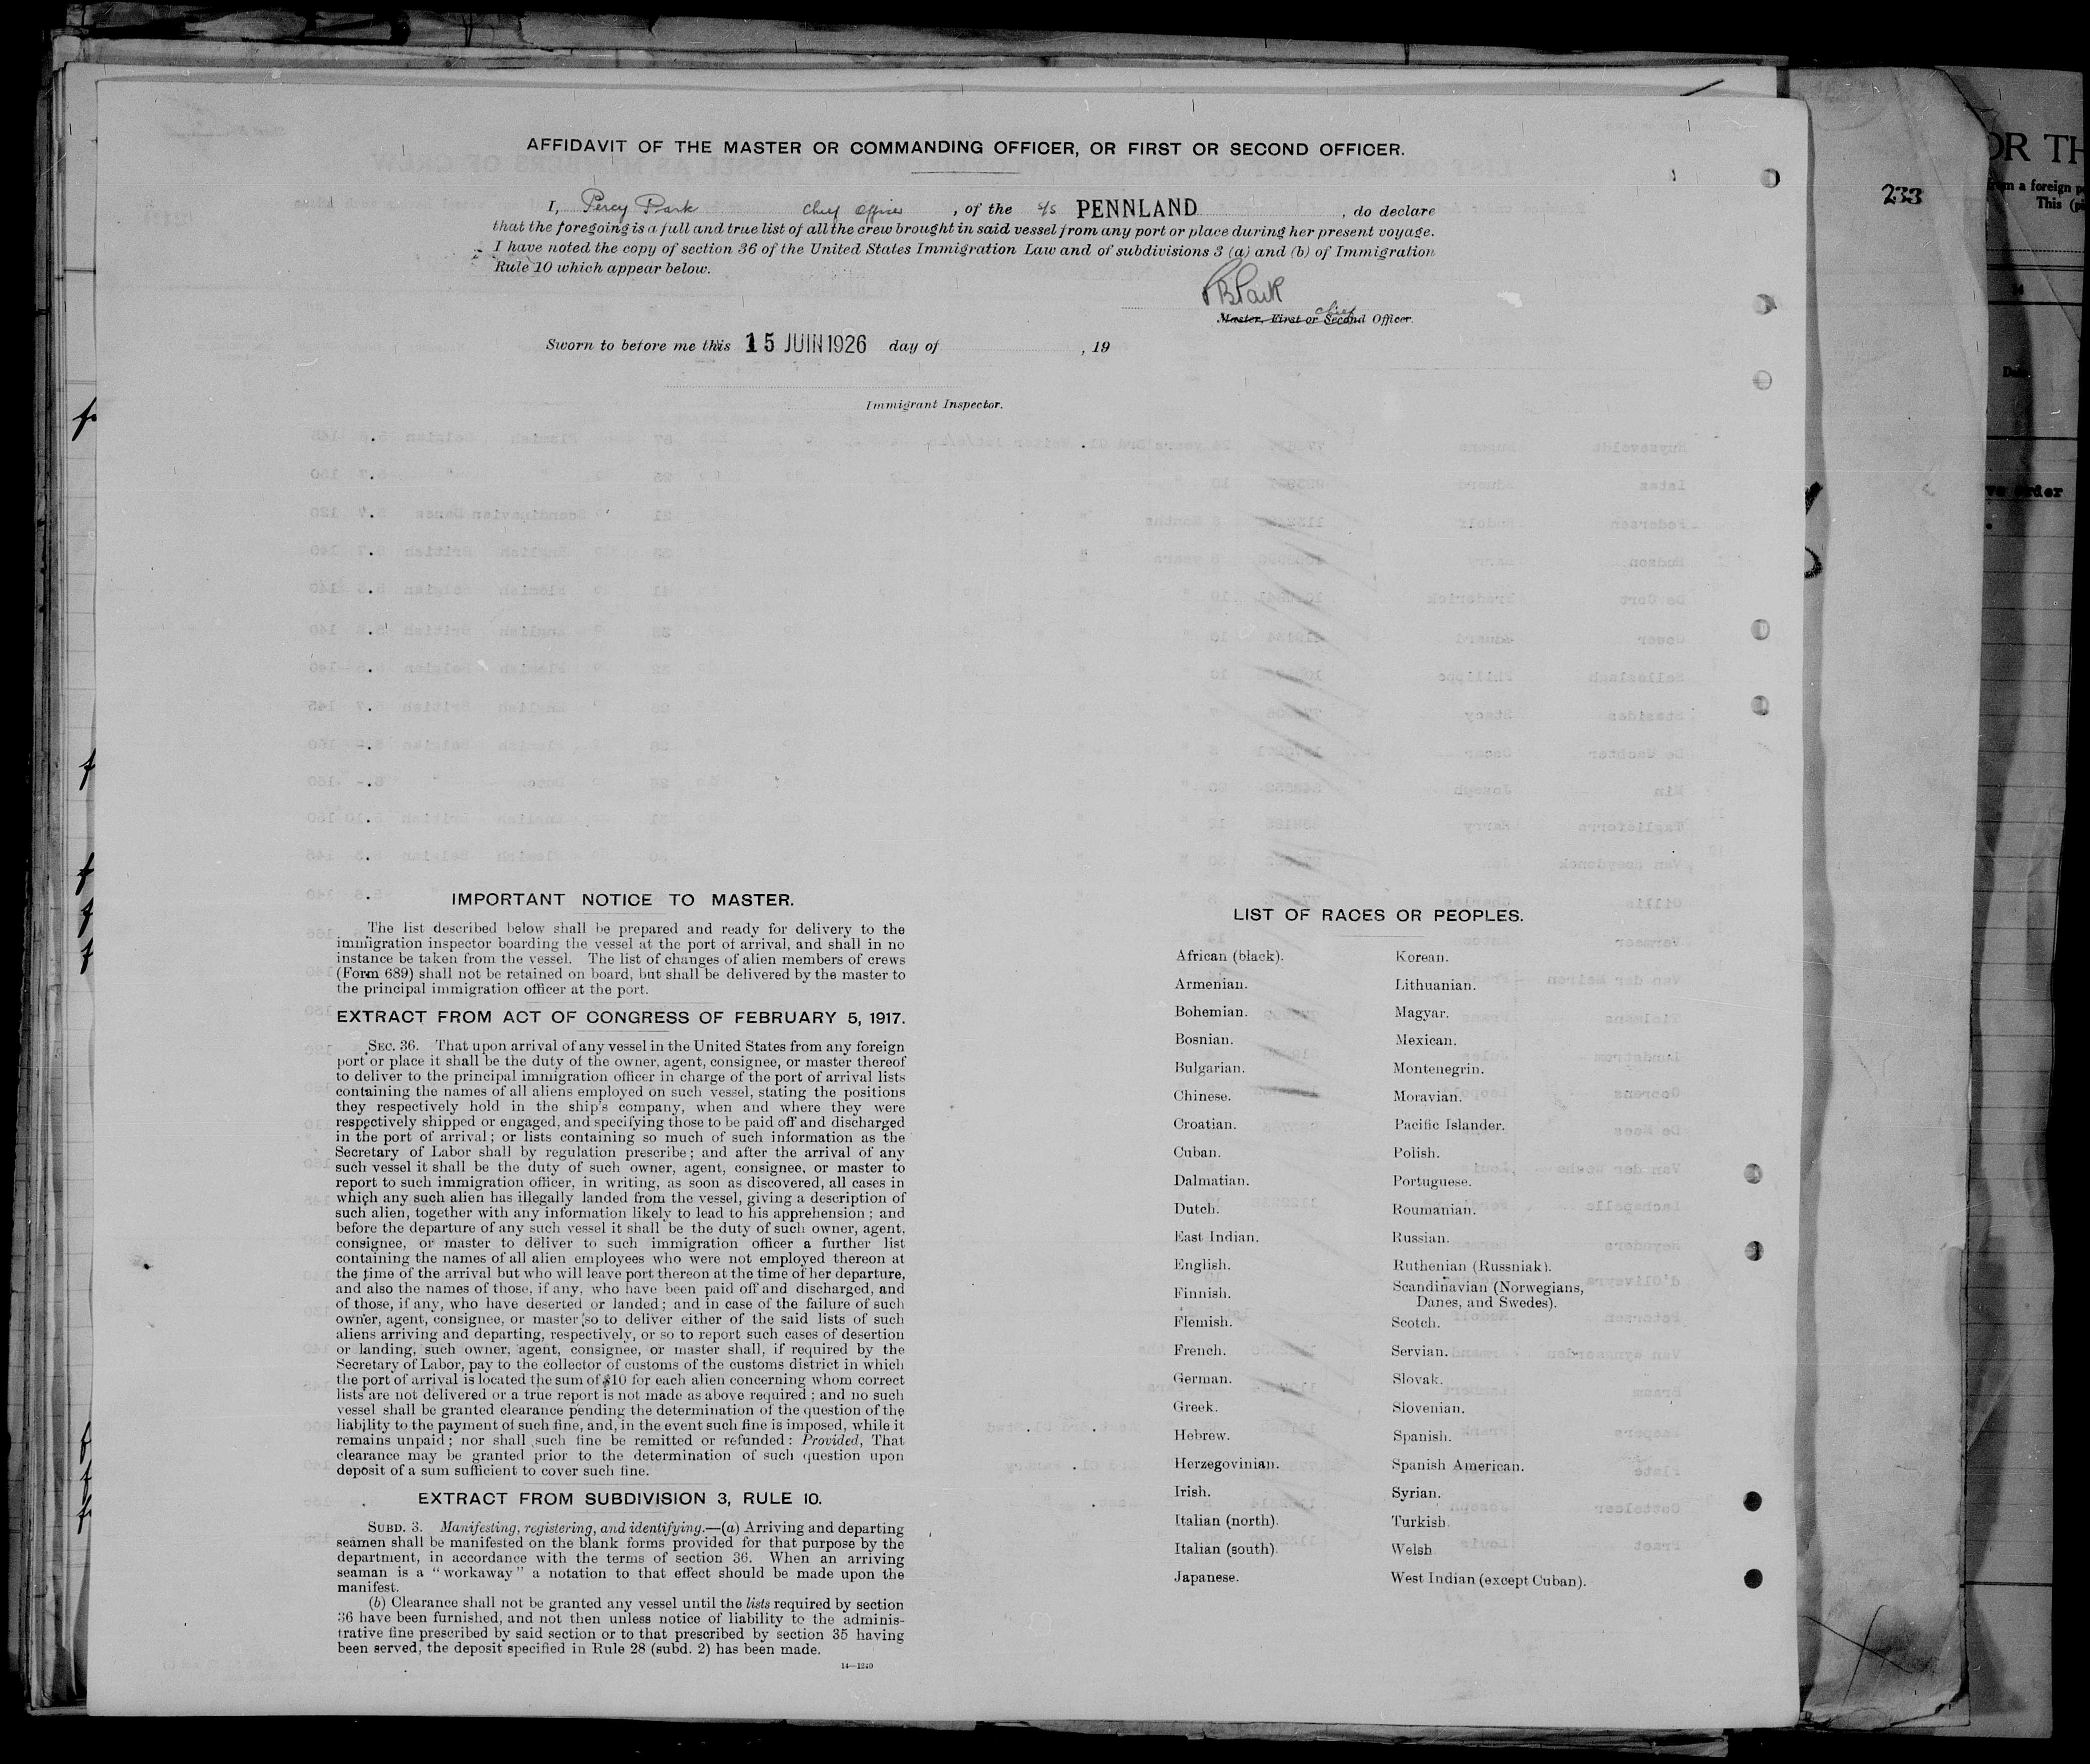 AFFIDAVIT OF THE MASTER OR COMMANDING OFFICER, OR FIRST OR SECOND OFFICER.
I, Percy Park Chief Officer , of the s/s PENNLAND , do declare
that the foregoing is a full and true list of all the crew brought in said vessel from any port or place during her present voyage.
I have noted the copy of section 36 of the United States Immigration Law and of subdivisions 3 (a) and (b) of Immigration
Rule 10 which appear below.
PBPark
chief
Master, First or Second Officer.
Sworn to before me this 15 JUIN 1926 day of , 19
Immigrant Inspector.
IMPORTANT NOTICE TO MASTER.
The list described below shall be prepared and ready for delivery to the
immigration inspector boarding the vessel at the port of arrival, and shall in no
instance be taken from the vessel. The list of changes of alien members of crews
(Form 689) shall not be retained on board, but shall be delivered by the master to
the principal immigration officer at the port.
EXTRACT FROM ACT OF CONGRESS OF FEBRUARY 5, 1917.
SEC. 36. That upon arrival of any vessel in the United States from any foreign
port or place it shall be the duty of the owner, agent, consignee, or master thereof
to deliver to the principal immigration officer in charge of the port of arrival lists
containing the names of all aliens employed on such vessel, stating the positions
they respectively hold in the ship's company, when and where they were
respectively shipped or engaged, and specifying those to be paid off and discharged
in the port of arrival; or lists containing so much of such information as the
Secretary of Labor shall by regulation prescribe; and after the arrival of any
such vessel it shall be the duty of such owner, agent, consignee, or master to
report to such immigration officer, in writing, as soon as discovered, all cases in
which any such alien has illegally landed from the vessel, giving a description of
such alien, together with any information likely to lead to his apprehension; and
before the departure of any such vessel it shall be the duty of such owner, agent,
consignee, or master to deliver to such immigration officer a further list
containing the names of all alien employees who were not employed thereon at
the time of the arrival but who will leave port thereon at the time of her departure,
and also the names of those, if any, who have been paid off and discharged, and
of those, if any, who have deserted or landed; and in case of the failure of such
owner, agent, consignee, or master so to deliver either of the said lists of such
aliens arriving and departing, respectively, or so to report such cases of desertion
or landing, such owner, agent, consignee, or master shall, if required by the
Secretary of Labor, pay to the collector of customs of the customs district in which
the port of arrival is located the sum of $10 for each alien concerning whom correct
lists are not delivered or a true report is not made as above required; and no such
vessel shall be granted clearance pending the determination of the question of the
liability to the payment of such fine, and, in the event such fine is imposed, while it
remains unpaid; nor shall such fine be remitted or refunded: Provided, That
clearance may be granted prior to the determination of such question upon
deposit of a sum sufficient to cover such fine.
EXTRACT FROM SUBDIVISION 3, RULE 10.
SUBD. 3. Manifesting, registering, and identifying.—(a) Arriving and departing
seamen shall be manifested on the blank forms provided for that purpose by the
department, in accordance with the terms of section 36. When an arriving
seaman is a "workaway" a notation to that effect should be made upon the
manifest.
(b) Clearance shall not be granted any vessel until the lists required by section
36 have been furnished, and not then unless notice of liability to the adminis-
trative fine prescribed by said section or to that prescribed by section 35 having
been served, the deposit specified in Rule 28 (subd. 2) has been made.
14—1240
LIST OF RACES OR PEOPLES.
African (black).
Armenian.
Bohemian.
Bosnian.
Bulgarian.
Chinese.
Croatian.
Cuban.
Dalmatian.
Dutch.
East Indian.
English.
Finnish.
Flemish.
French.
German.
Greek.
Hebrew.
Herzegovinian.
Irish.
Italian (north).
Italian (south).
Japanese.
Korean.
Lithuanian.
Magyar.
Mexican.
Montenegrin.
Moravian.
Pacific Islander.
Polish.
Portuguese.
Roumanian.
Russian.
Ruthenian (Russniak).
Scandinavian (Norwegians,
Danes, and Swedes).
Scotch.
Servian.
Slovak.
Slovenian.
Spanish.
Spanish American.
Syrian.
Turkish.
Welsh.
West Indian (except Cuban).
233
OR TH
m a foreign p
This (p